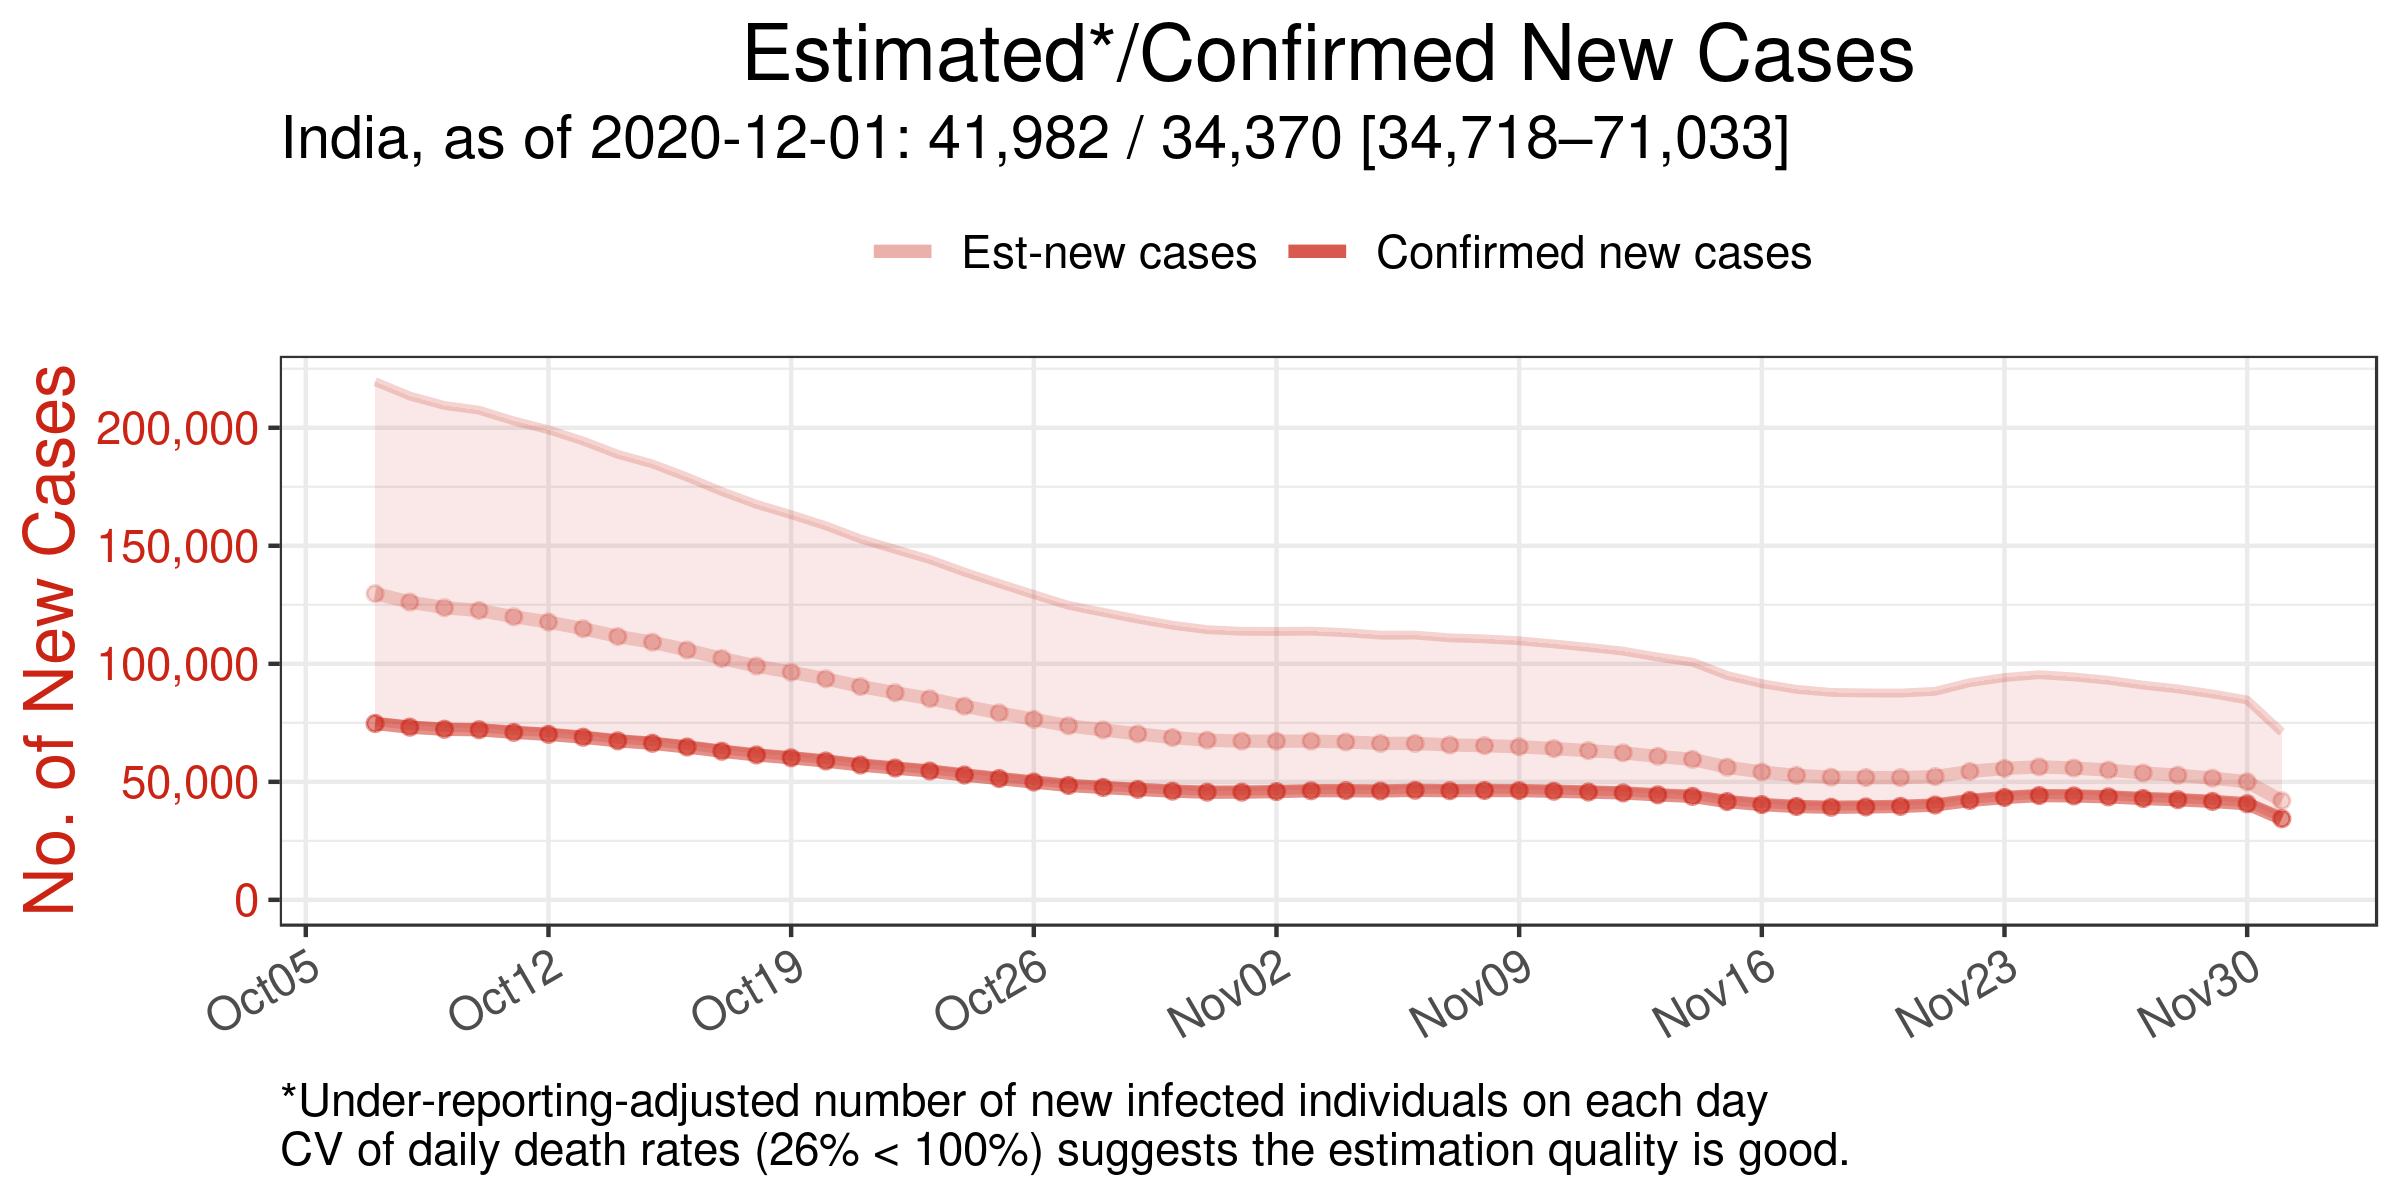 Estimated*/Confirmed New Cases
India, as of 2020-12-01: 41,982 / 34,370 [34,718–71,033]
Est-new cases
Confirmed new cases
No. of New Cases
200,000
150,000
100,000
50,000
0
Oct05
Oct12
Oct19
Oct26
Nov02
Nov09
Nov16
Nov23
Nov30
*Under-reporting-adjusted number of new infected individuals on each day
CV of daily death rates (26% < 100%) suggests the estimation quality is good.